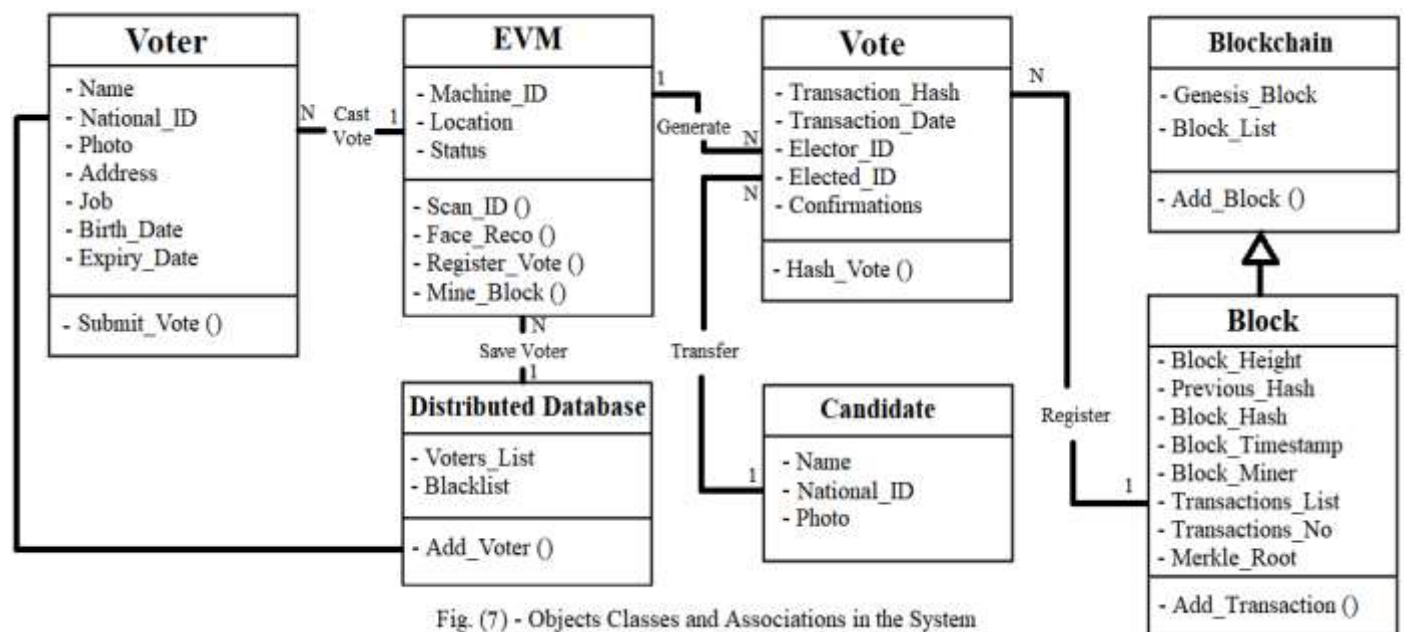 Voter
- Name
- National_ID
- Photo
- Address
- Job
- Birth_Date
- Expiry_Date
- Submit_Vote ()
N
Cast
Vote
1
EVM
- Machine_ID
- Location
- Status
- Scan_ID ()
- Face_Reco ()
- Register_Vote ()
- Mine_Block ()
1
Generate
N
N
Save Voter
1
Distributed Database
- Voters_List
- Blacklist
- Add_Voter ()
Vote
- Transaction_Hash
- Transaction_Date
- Elector_ID
- Elected_ID
- Confirmations
- Hash_Vote ()
N
Transfer
1
Candidate
- Name
- National_ID
- Photo
N
Register
1
Blockchain
- Genesis_Block
- Block_List
- Add_Block ()
Block
- Block_Height
- Previous_Hash
- Block_Hash
- Block_Timestamp
- Block_Miner
- Transactions_List
- Transactions_No
- Merkle_Root
- Add_Transaction ()
Fig. (7) - Objects Classes and Associations in the System